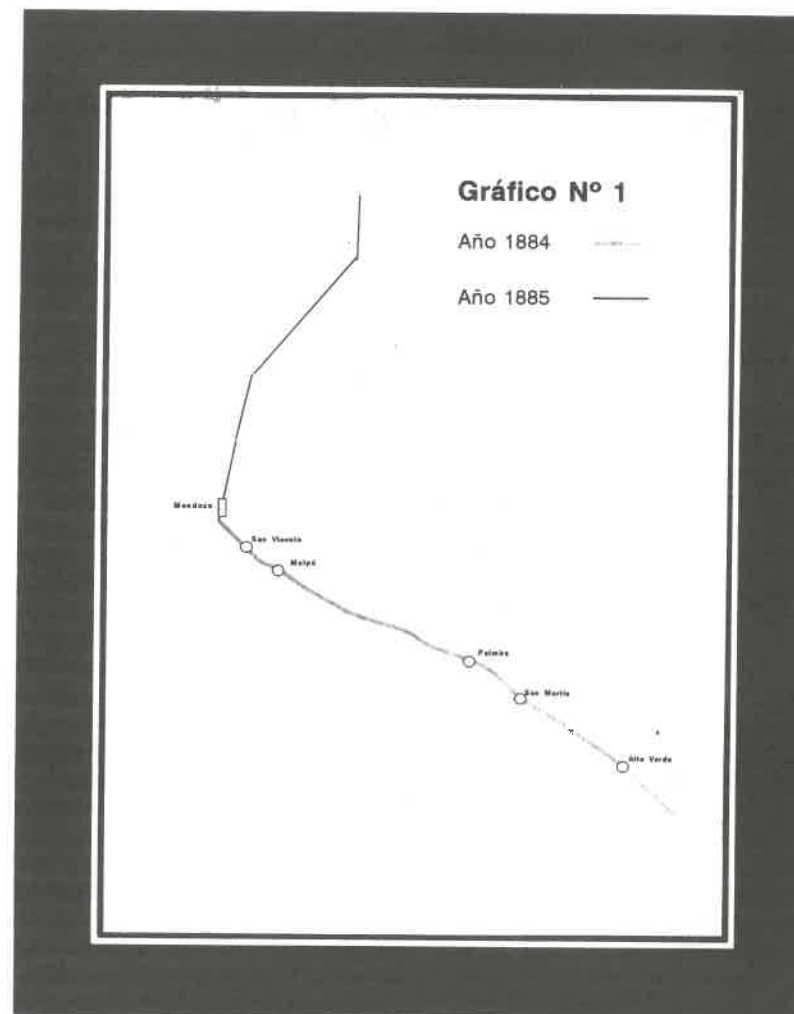 Gráfico Nº 1
Año 1884
Año 1885
Mendoza
San Vicente
Maipú
Palmira
San Martín
Alto Verde